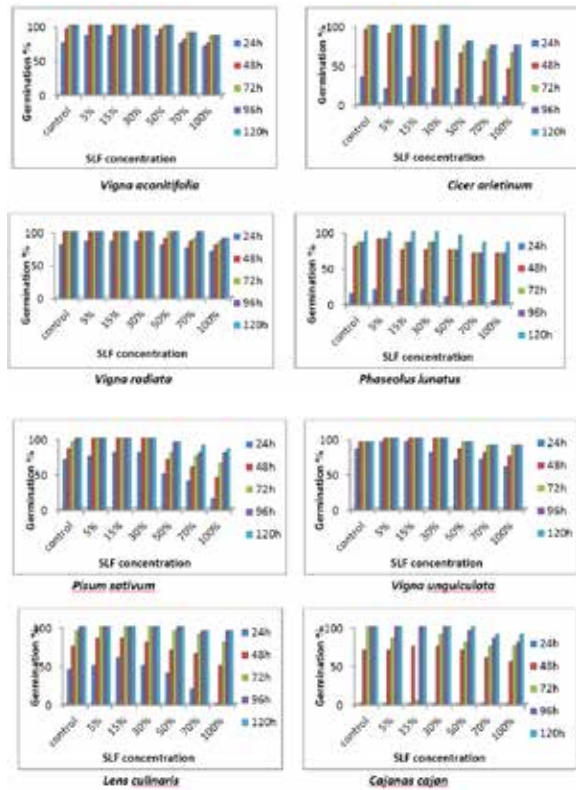 Germination %
100
50
0
control 5% 15% 30% 50% 70% 100%
24h
48h
72h
96h
120h
SLF concentration
Vigna aconitifolia
Germination %
100
50
0
control 5% 15% 30% 50% 70% 100%
24h
48h
72h
96h
120h
SLF concentration
Cicer arietinum
Germination %
100
50
0
control 5% 15% 30% 50% 70% 100%
24h
48h
72h
96h
120h
SLF concentration
Vigna radiata
Germination %
100
50
0
control 5% 15% 30% 50% 70% 100%
24h
48h
72h
96h
120h
SLF concentration
Phaseolus lunatus
Germination %
100
50
0
control 5% 15% 30% 50% 70% 100%
24h
48h
72h
96h
120h
SLF concentration
Pisum sativum
Germination %
100
50
0
control 5% 15% 30% 50% 70% 100%
24h
48h
72h
96h
120h
SLF concentration
Vigna unguiculata
Germination %
100
50
0
control 5% 15% 30% 50% 70% 100%
24h
48h
72h
96h
120h
SLF concentration
Lens culinaris
Germination %
100
50
0
control 5% 15% 30% 50% 70% 100%
24h
48h
72h
96h
120h
SLF concentration
Cajanas cajan